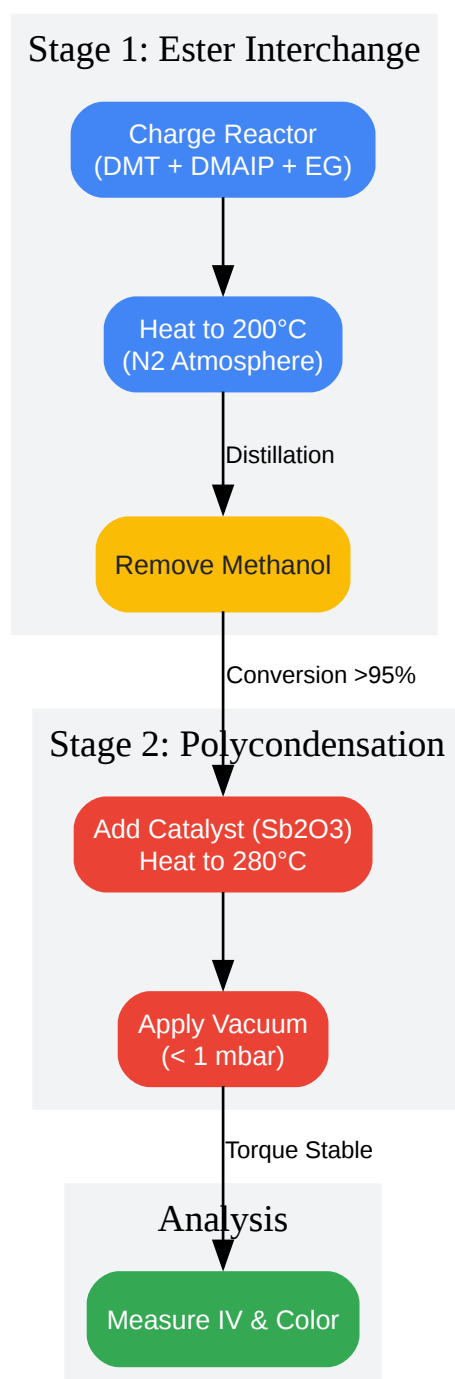 Stage 1: Ester Interchange
Charge Reactor
(DMT + DMAIP + EG)
Heat to 200°C
(N2 Atmosphere)
Distillation
Remove Methanol
Conversion >95%
Stage 2: Polycondensation
Add Catalyst (Sb2O3)
Heat to 280°C
Apply Vacuum
(< 1 mbar)
Torque Stable
Analysis
Measure IV & Color